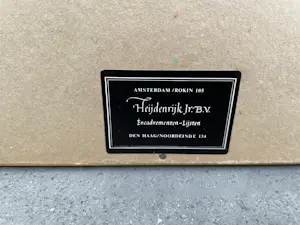 AMSTERDAM/ROKIN 105
Heijdenrijk Jr. B.V.
Encadrementen-Lijsten
DEN HAAG/NOORDEINDE 134